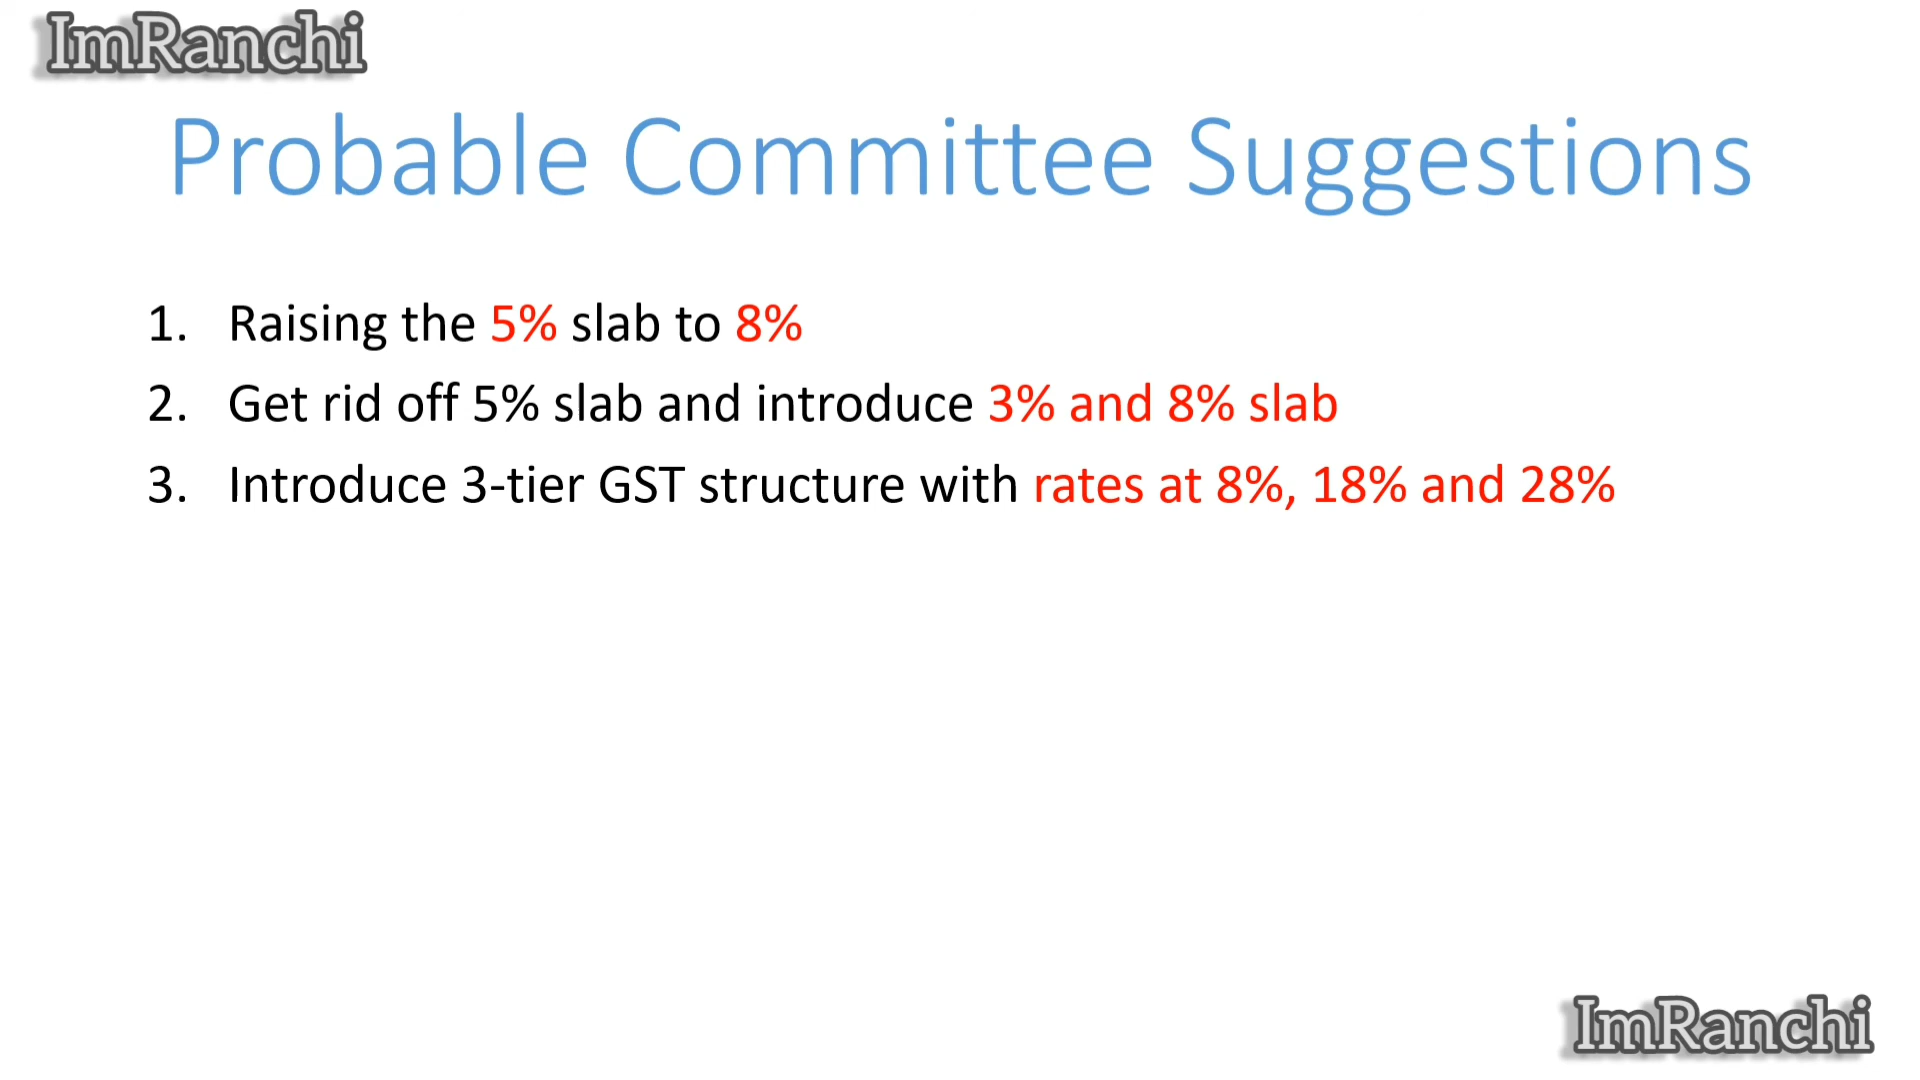 ImRanchi
Probable Committee Suggestions
1. Raising the 5% slab to 8%
2. Get rid off 5% slab and introduce 3% and 8% slab
3. Introduce 3-tier GST structure with rates at 8%, 18% and 28%
ImRanchi